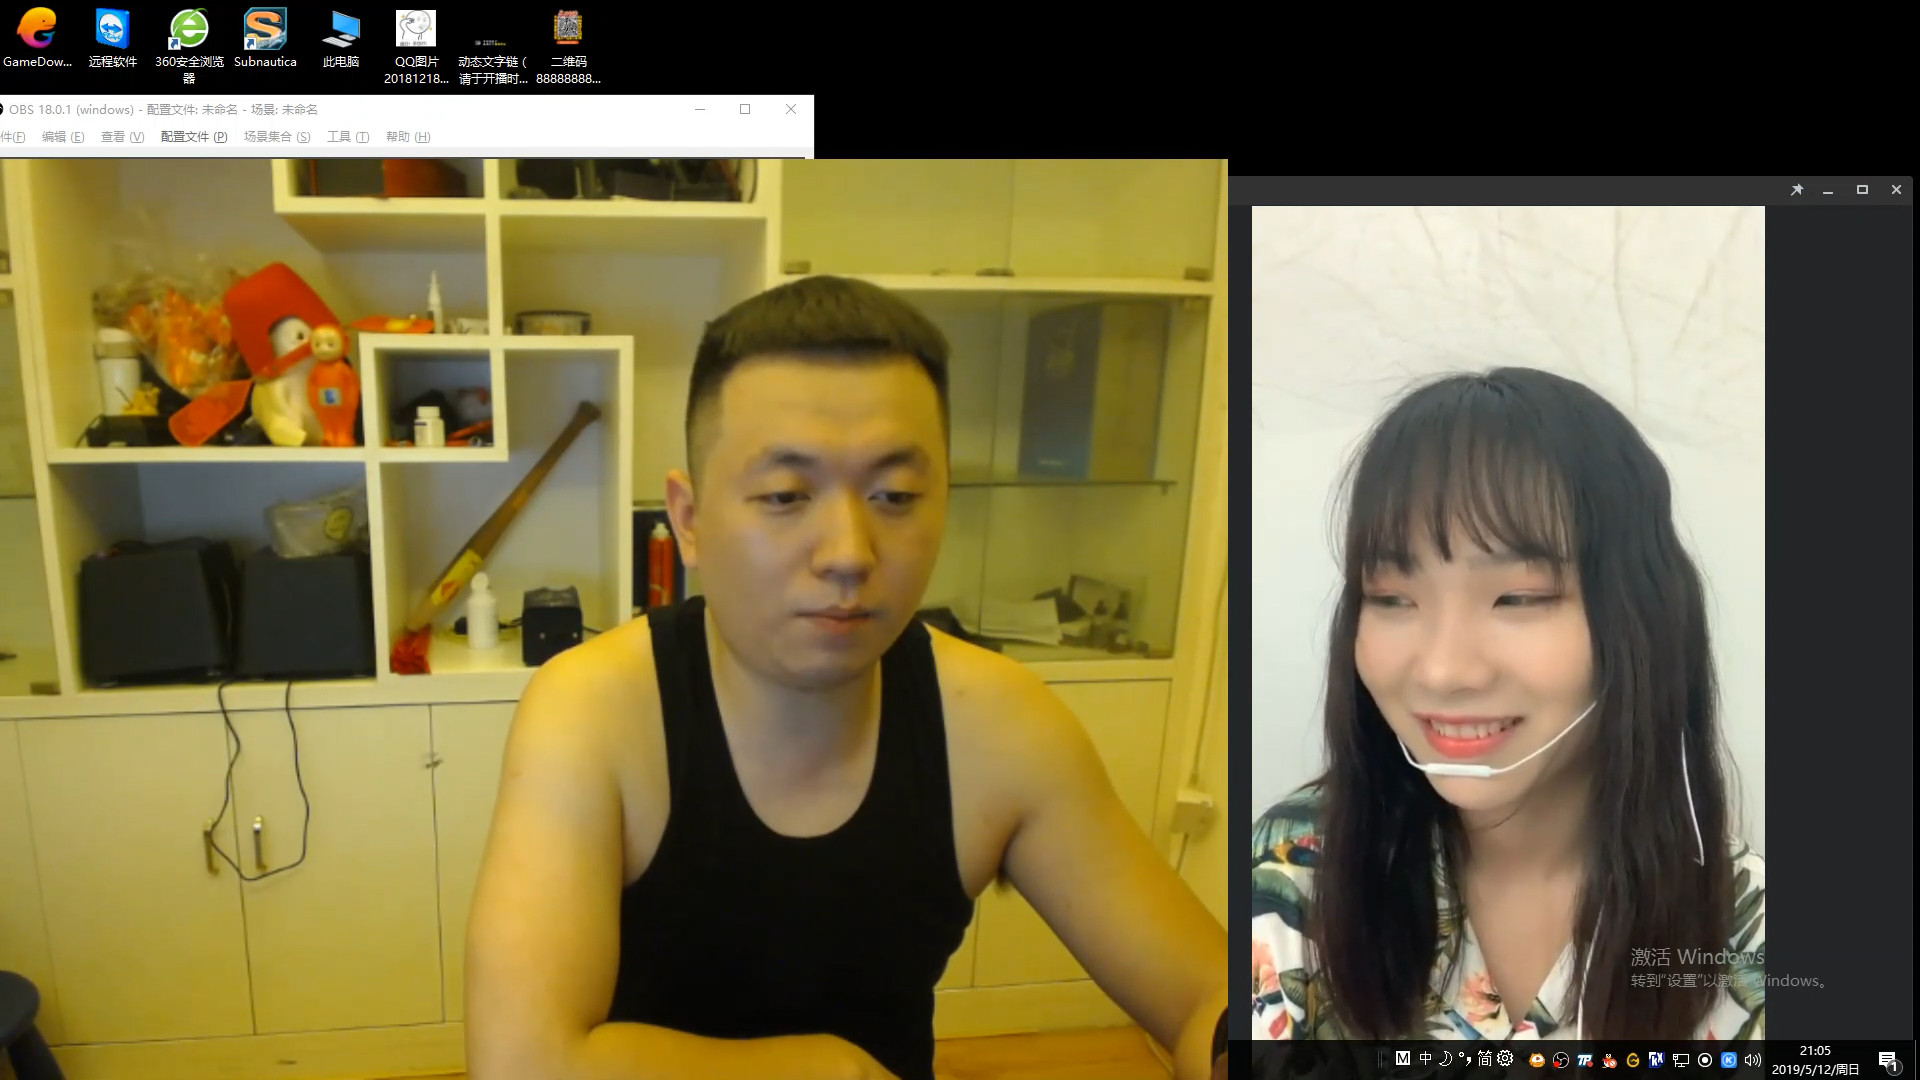 GameDow...
远程软件
360安全浏览
器
Subnautica
此电脑
QQ图片
20181218...
动态文字链 (
请于开播时...
二维码
88888888...
OBS 18.0.1 (windows) - 配置文件: 未命名 - 场景: 未命名
件(F) 编辑 (E) 查看 (V) 配置文件 (P) 场景集合 (S) 工具 (T) 帮助 (H)
激活 Windows
转到"设置"以激活 Windows。
M 中 简
21:05
2019/5/12/周日
1